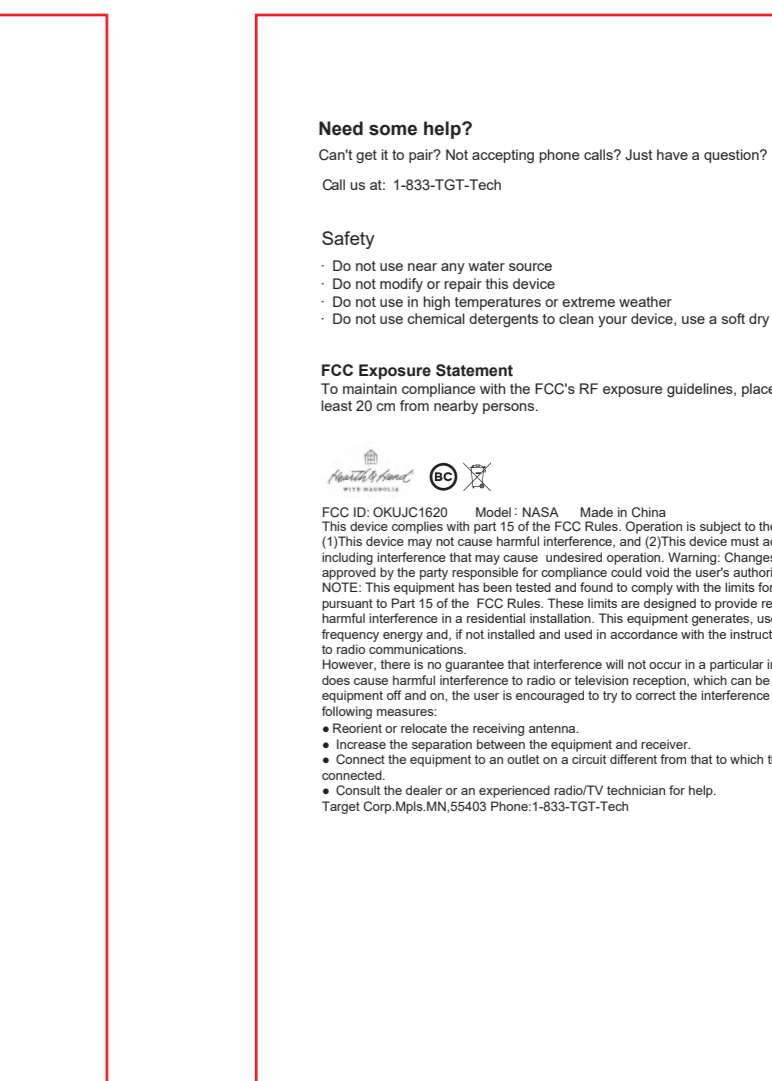 Need some help?
Can't get it to pair? Not accepting phone calls? Just have a question?
Call us at: 1-833-TGT-Tech
Safety
· Do not use near any water source
· Do not modify or repair this device
· Do not use in high temperatures or extreme weather
· Do not use chemical detergents to clean your device, use a soft dry
FCC Exposure Statement
To maintain compliance with the FCC's RF exposure guidelines, place
least 20 cm from nearby persons.
Hearth & Hand
WITH MAGNOLIA
BC
FCC ID: OKUJC1620 Model：NASA Made in China
This device complies with part 15 of the FCC Rules. Operation is subject to the
(1)This device may not cause harmful interference, and (2)This device must
including interference that may cause undesired operation. Warning: Changes
approved by the party responsible for compliance could void the user's
NOTE: This equipment has been tested and found to comply with the limits for
pursuant to Part 15 of the FCC Rules. These limits are designed to provide
harmful interference in a residential installation. This equipment generates,
frequency energy and, if not installed and used in accordance with the
to radio communications.
However, there is no guarantee that interference will not occur in a particular
does cause harmful interference to radio or television reception, which can be
equipment off and on, the user is encouraged to try to correct the interference
following measures:
● Reorient or relocate the receiving antenna.
● Increase the separation between the equipment and receiver.
● Connect the equipment to an outlet on a circuit different from that to which
connected.
● Consult the dealer or an experienced radio/TV technician for help.
Target Corp.Mpls.MN,55403 Phone:1-833-TGT-Tech